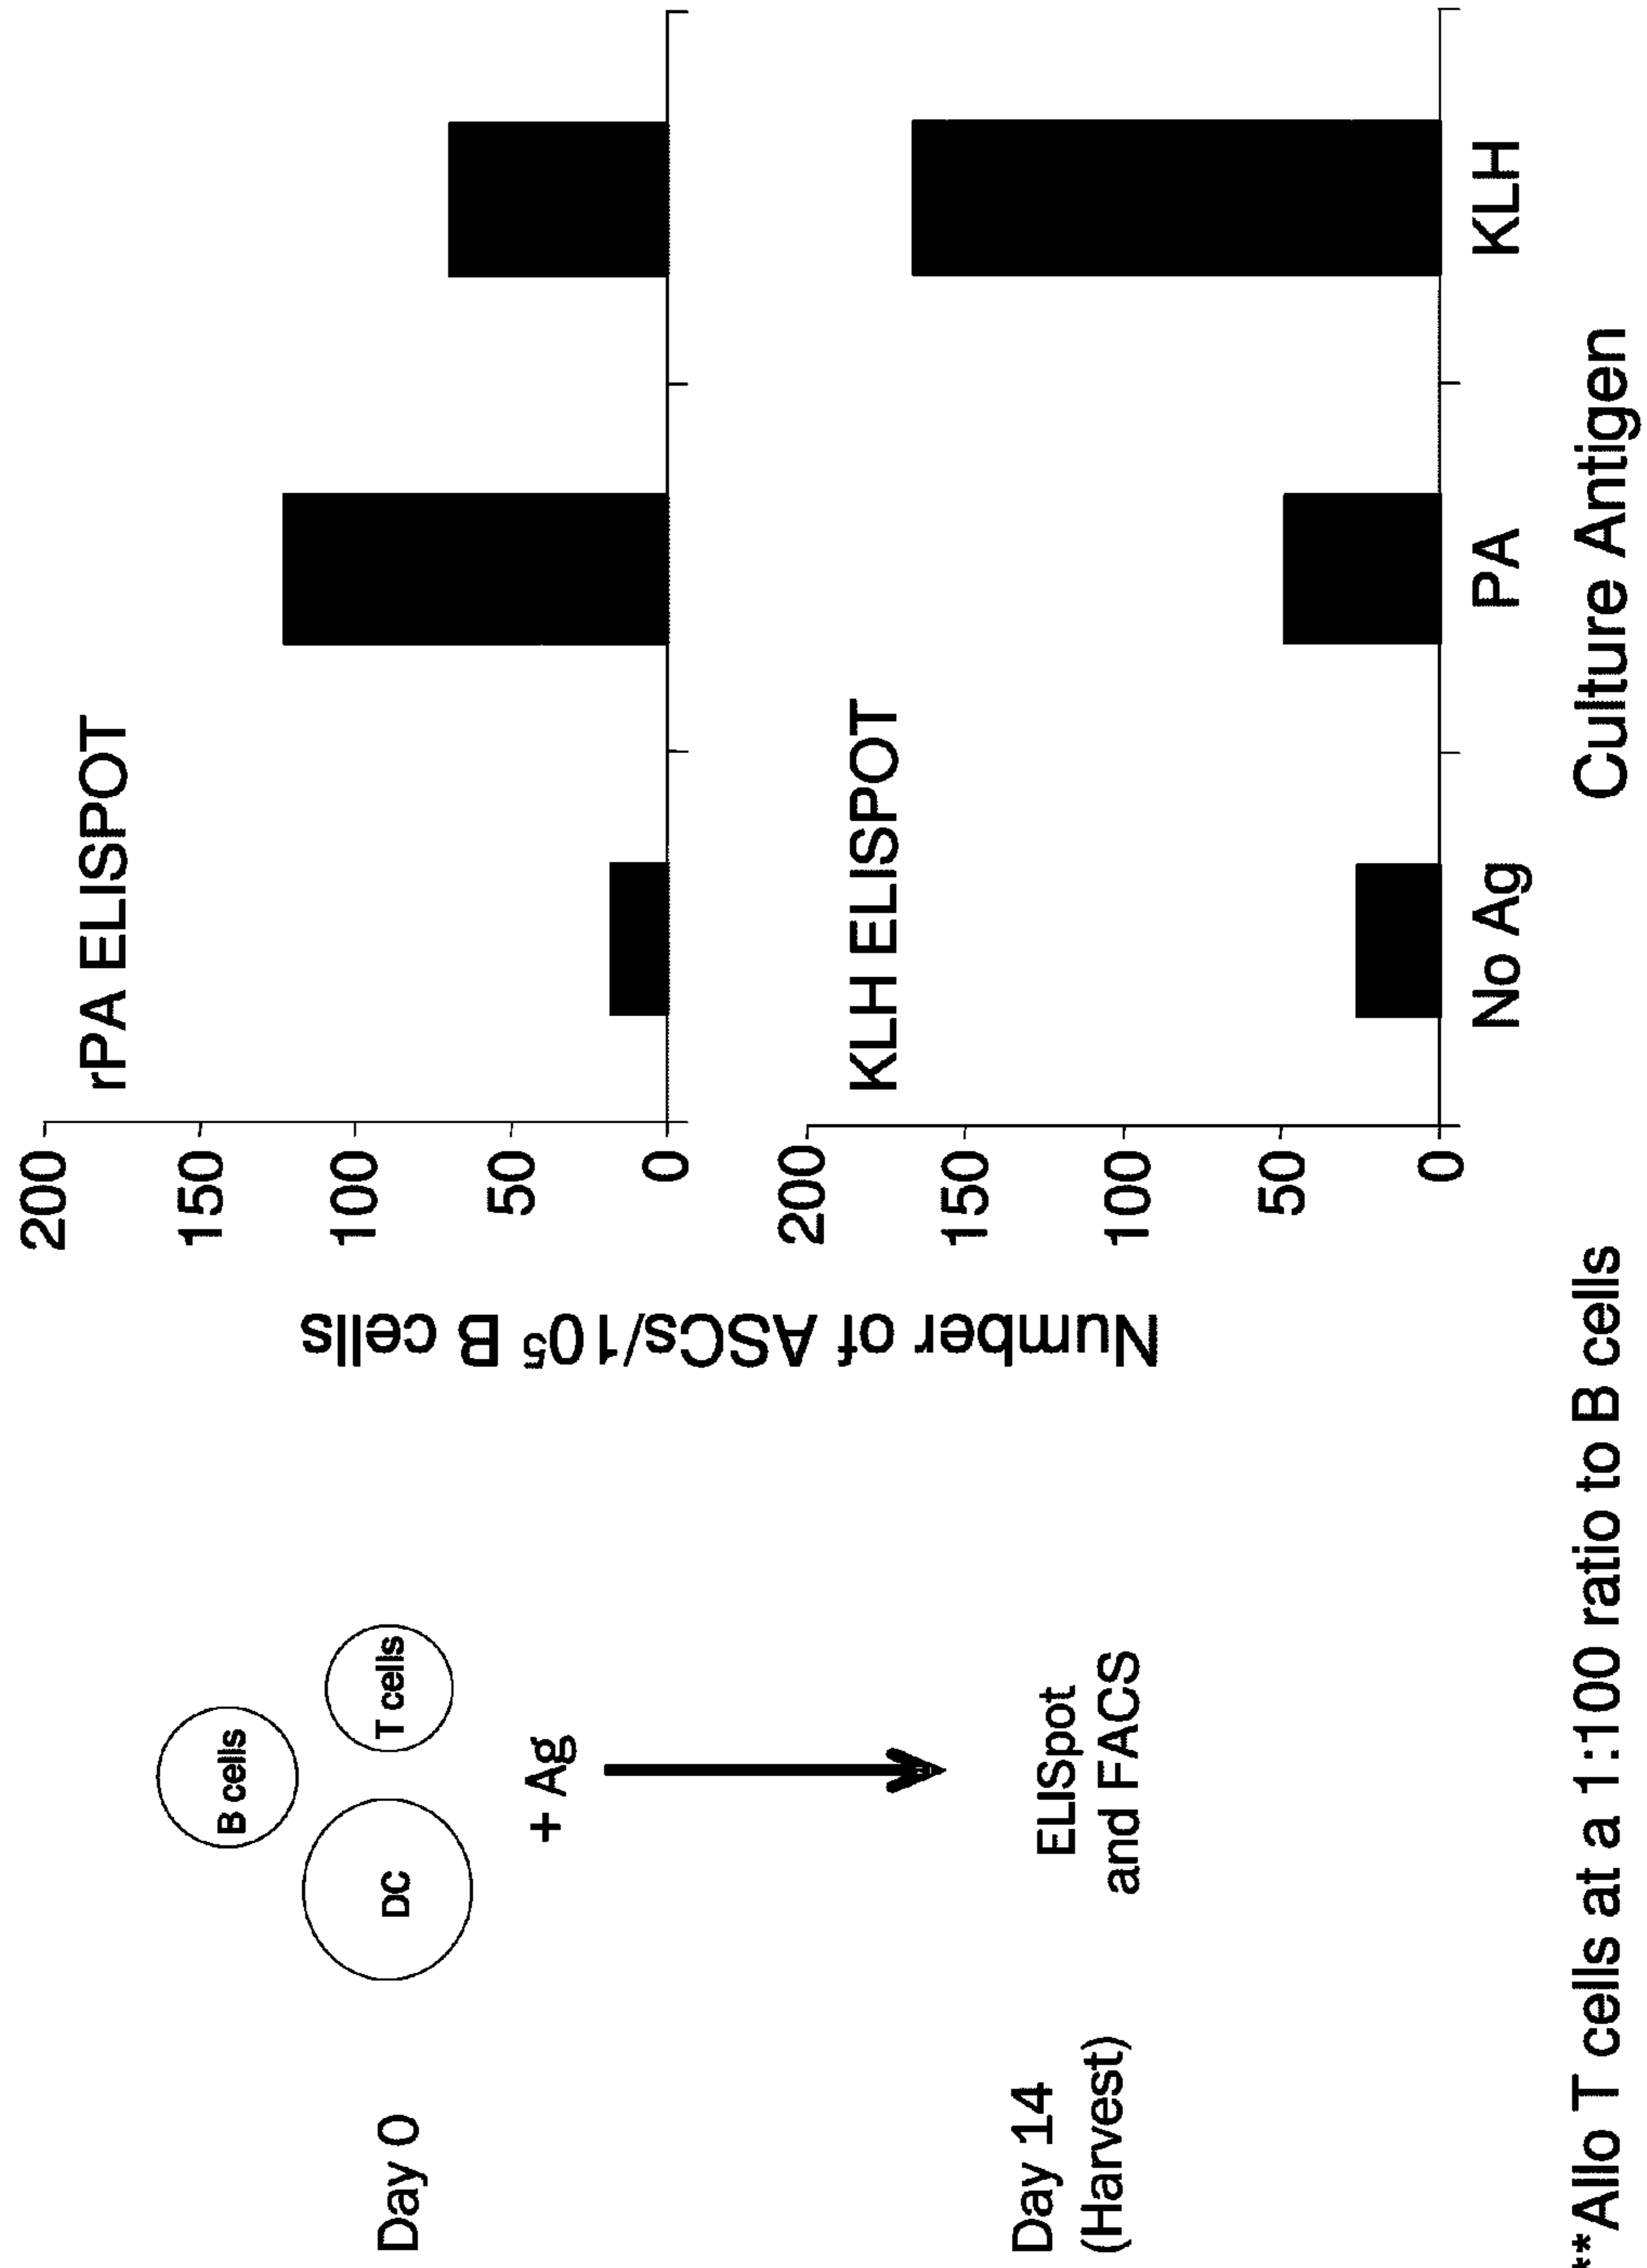 Day 0
B cells
DC
T cells
+ Ag
Day 14
(Harvest)
ELISpot
and FACS
**Allo T cells at a 1:100 ratio to B cells
Number of ASCs/10⁵ B cells
rPA ELISPOT
200
150
100
50
0
KLH ELISPOT
200
150
100
50
0
No Ag
PA
KLH
Culture Antigen